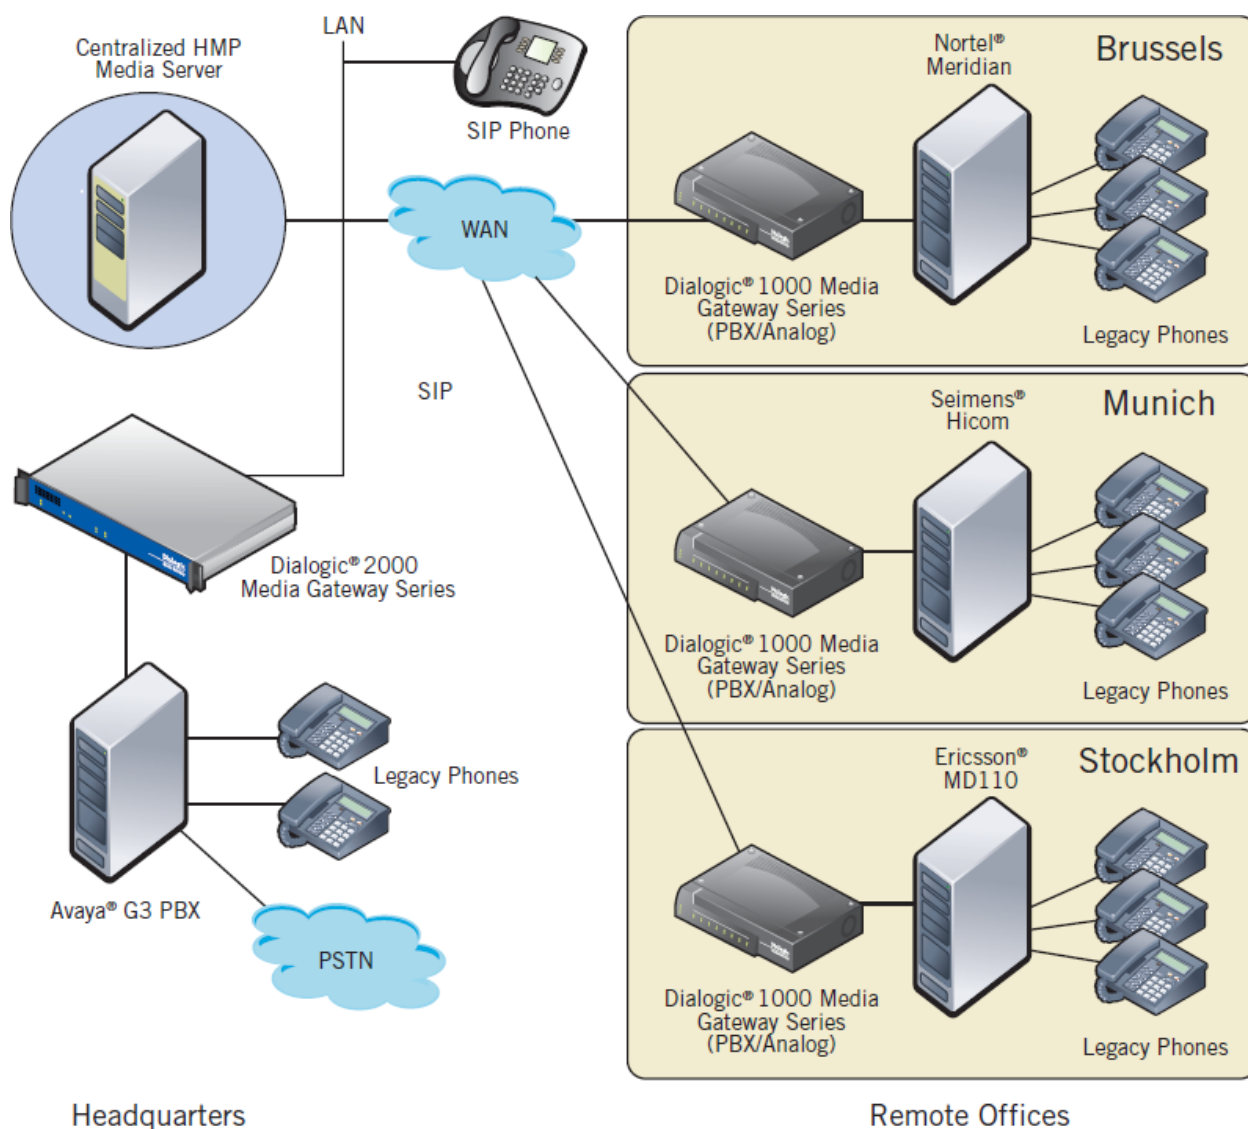 LAN
Centralized HMP
Media Server
SIP Phone
WAN
SIP
Dialogic® 2000
Media Gateway Series
Legacy Phones
Avaya® G3 PBX
PSTN
Headquarters
Brussels
Nortel®
Meridian
Dialogic® 1000 Media
Gateway Series
(PBX/Analog)
Legacy Phones
Munich
Seimens®
Hicom
Dialogic® 1000 Media
Gateway Series
(PBX/Analog)
Legacy Phones
Stockholm
Ericsson®
MD110
Dialogic® 1000 Media
Gateway Series
(PBX/Analog)
Legacy Phones
Remote Offices